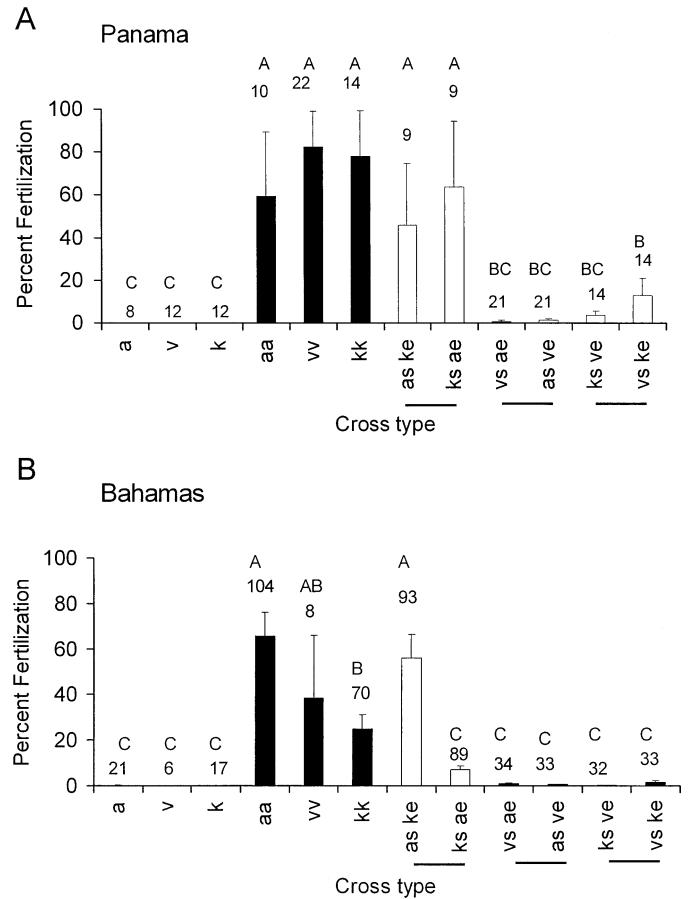 A
Panama
A A A A A
10 22 14 9 9
100
80
60
40
20
0
Percent Fertilization
C C C BC BC BC B
8 12 12 21 21 14 14
a v k aa vv kk as ke ks ae vs ae as ve ks ve vs ke
Cross type
B
Bahamas
100
80
60
40
20
0
Percent Fertilization
A AB B A
104 8 70 93
C C C C C C C C
21 6 17 89 34 33 32 33
a v k aa vv kk as ke ks ae vs ae as ve ks ve vs ke
Cross type